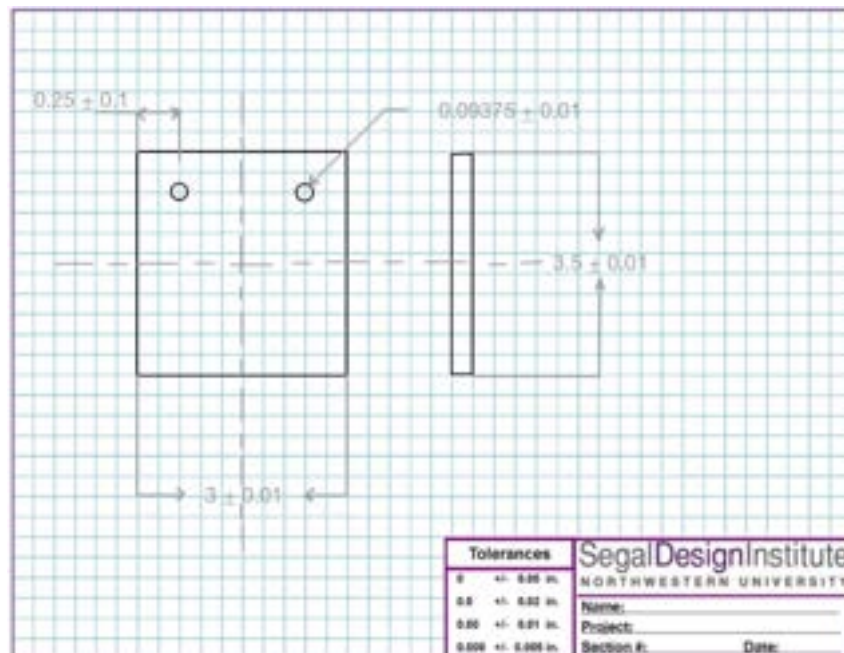 0.25 ± 0.1
0.09375 ± 0.01
3.5 ± 0.01
3 ± 0.01
Tolerances
0 +/- 0.05 in.
0.0 +/- 0.02 in.
0.00 +/- 0.01 in.
0.000 +/- 0.005 in.
SegalDesignInstitute
NORTHWESTERN UNIVERSITY
Name:
Project:
Section #: Date: